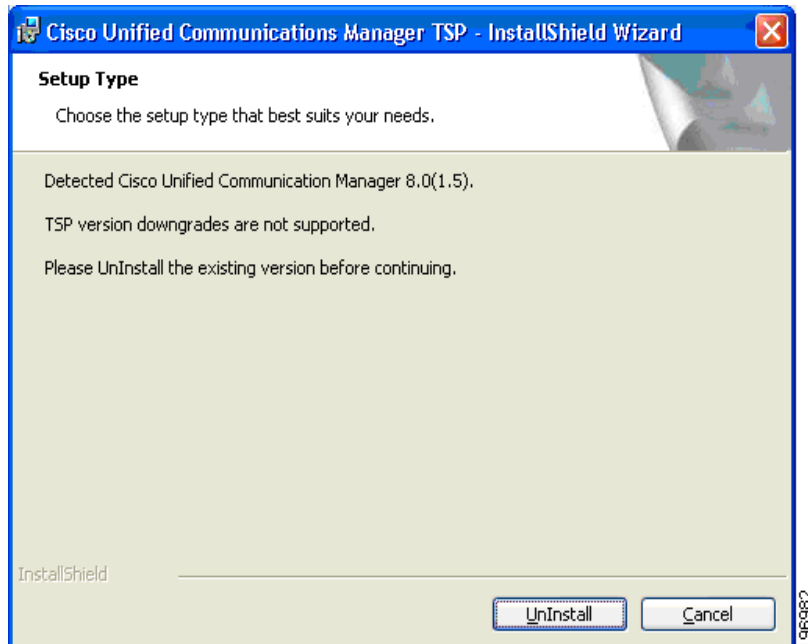 Cisco Unified Communications Manager TSP - InstallShield Wizard
Setup Type
Choose the setup type that best suits your needs.
Detected Cisco Unified Communication Manager 8.0(1.5).
TSP version downgrades are not supported.
Please UnInstall the existing version before continuing.
InstallShield
UnInstall
Cancel